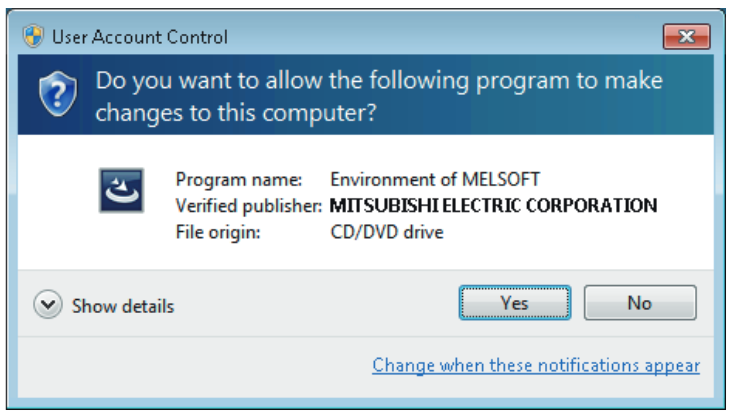 User Account Control
Do you want to allow the following program to make
changes to this computer?
Program name: Environment of MELSOFT
Verified publisher: MITSUBISHI ELECTRIC CORPORATION
File origin: CD/DVD drive
Show details
Yes
No
Change when these notifications appear